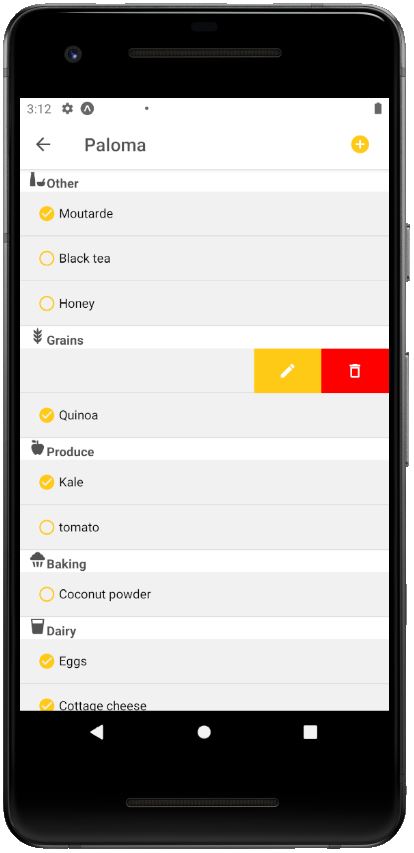 3:12
Paloma
Other
Moutarde
Black tea
Honey
Grains
Quinoa
Produce
Kale
tomato
Baking
Coconut powder
Dairy
Eggs
Cottage cheese